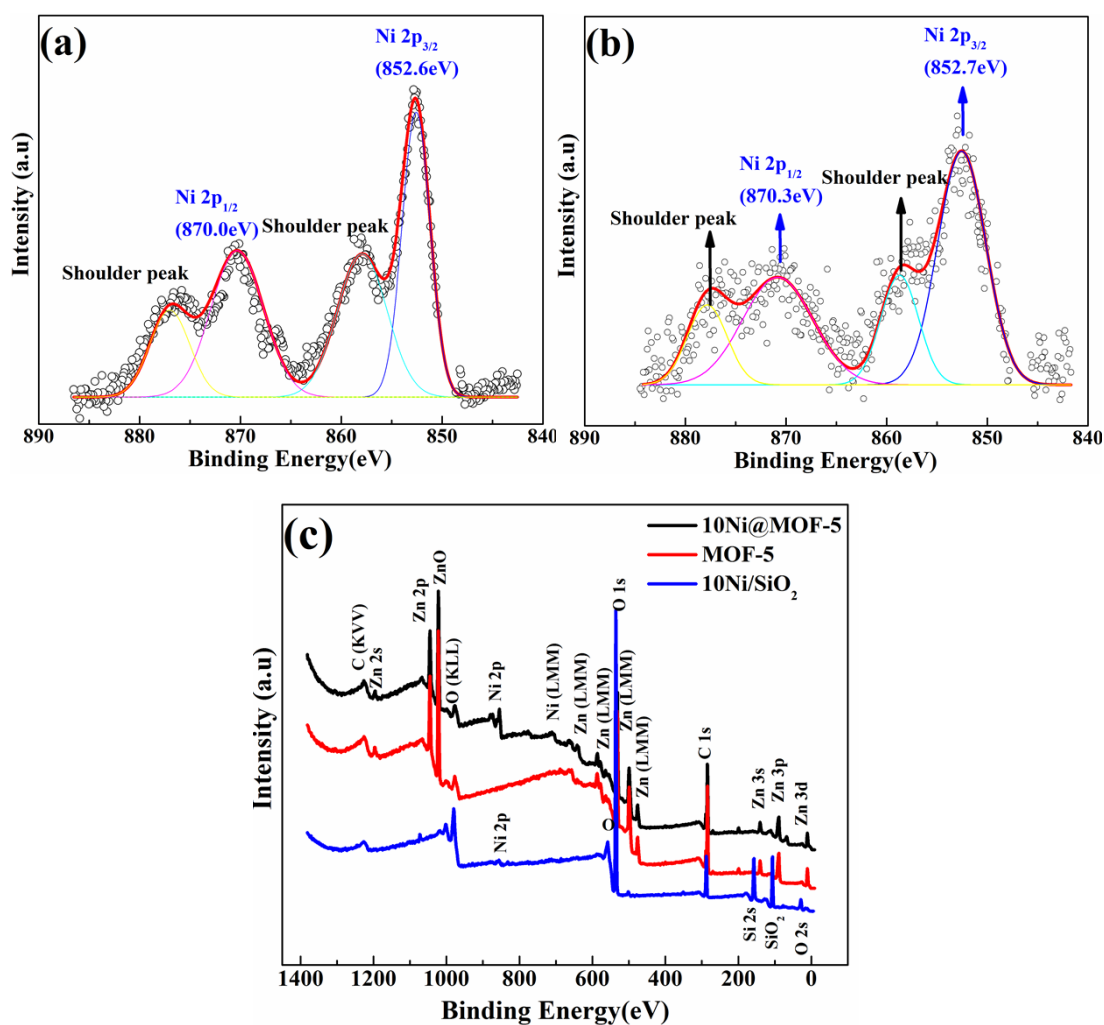 (a)
Ni 2p3/2
(852.6eV)
Ni 2p1/2
(870.0eV)
Shoulder peak
Shoulder peak
Intensity (a.u)
890 880 870 860 850 840
Binding Energy(eV)
(b)
Ni 2p3/2
(852.7eV)
Ni 2p1/2
(870.3eV)
Shoulder peak
Shoulder peak
Intensity (a.u)
890 880 870 860 850 840
Binding Energy(eV)
(c)
10Ni@MOF-5
MOF-5
10Ni/SiO2
C (KVV)
Zn 2s
Zn 2p
ZnO
O (KLL)
Ni 2p
Ni (LMM)
Zn (LMM)
Zn (LMM)
O 1s
Zn (LMM)
Zn (LMM)
C 1s
Zn 3s
Zn 3p
Zn 3d
Ni 2p
O
Si 2s
SiO2
O 2s
Intensity (a.u)
1400 1200 1000 800 600 400 200 0
Binding Energy(eV)